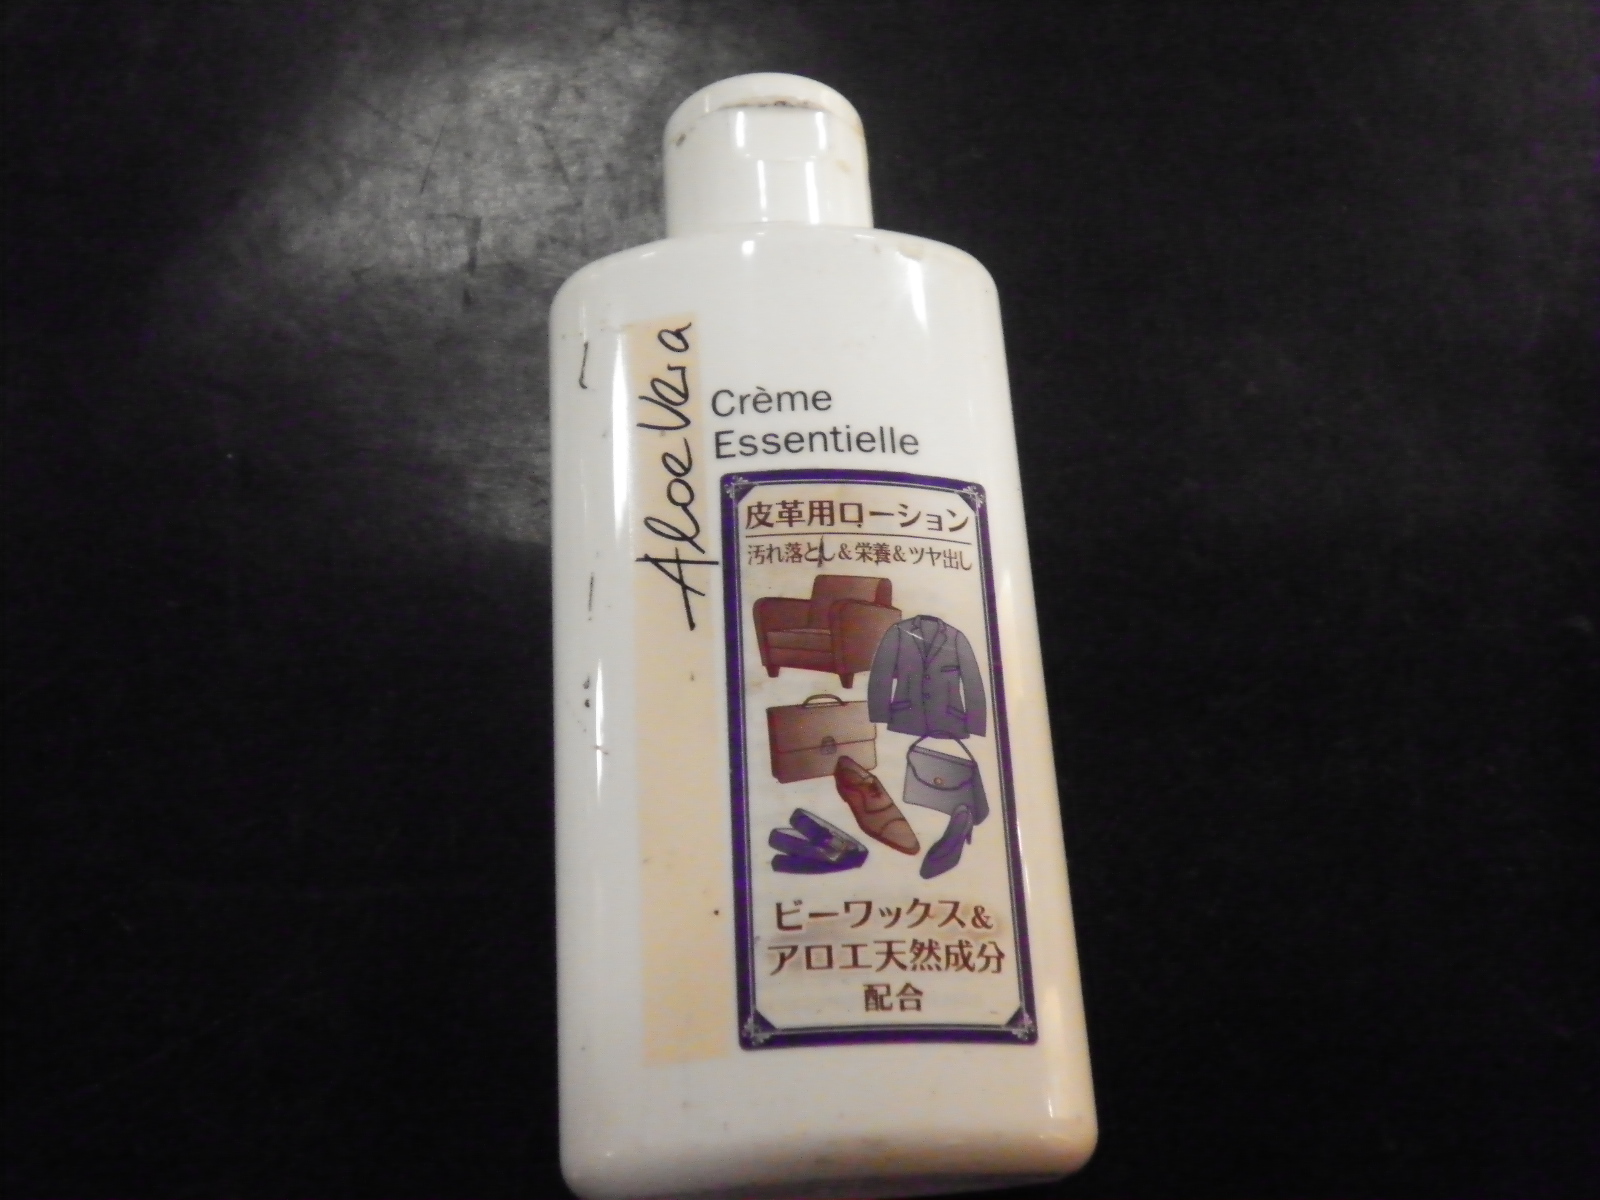 Aloe Vera
Crème
Essentielle
皮革用ローション
汚れ落とし&栄養&ツヤ出し
ビーワックス&
アロエ天然成分
配合